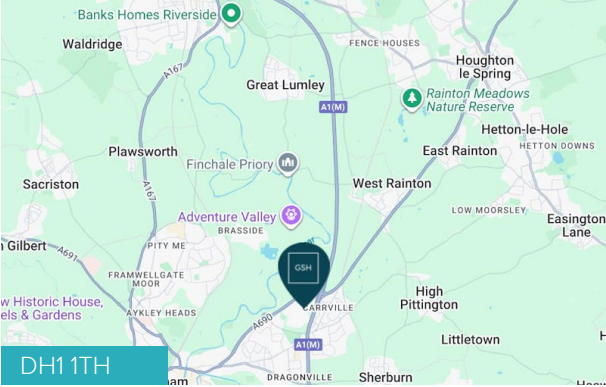 Banks Homes Riverside
Waldridge
FENCE HOUSES
Houghton
le Spring
A167
Great Lumley
A1(M)
Rainton Meadows
Nature Reserve
Hetton-le-Hole
HETTON DOWNS
Plawsworth
Finchale Priory
East Rainton
A167
Sacriston
West Rainton
LOW MOORSLEY
Adventure Valley
BRASSIDE
Easington
Lane
Gilbert
A691
PITY ME
GSH
FRAMWELLGATE
MOOR
w Historic House,
els & Gardens
AYKLEY HEADS
A690
CARRVILLE
High
Pittington
A1(M)
Littletown
DH1 1TH
am
DRAGONVILLE
Sherburn